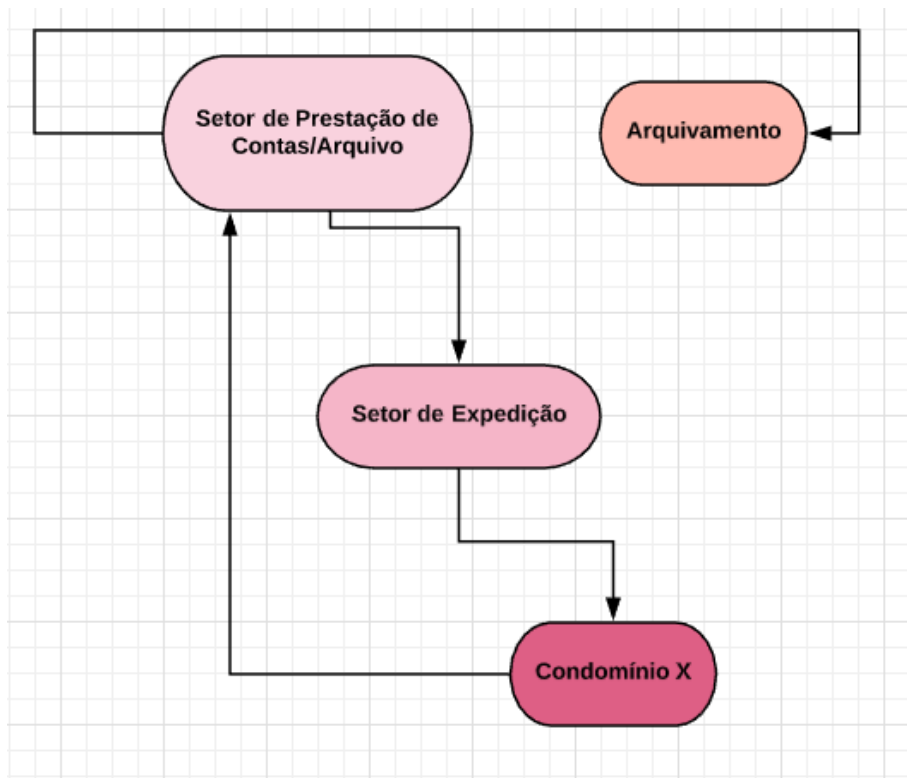 Setor de Prestação de
Contas/Arquivo
Arquivamento
Setor de Expedição
Condomínio X